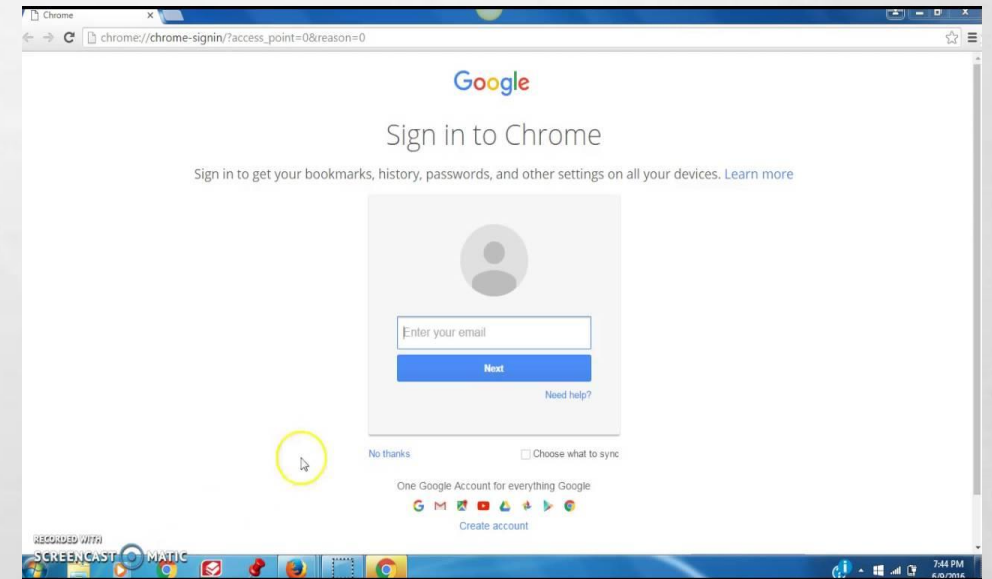 Chrome
chrome://chrome-signin/?access_point=0&reason=0
Google
Sign in to Chrome
Sign in to get your bookmarks, history, passwords, and other settings on all your devices. Learn more
Enter your email
Next
Need help?
No thanks
Choose what to sync
One Google Account for everything Google
Create account
RECORDED WITH
SCREENCAST MATIC
7:44 PM
6/9/2016